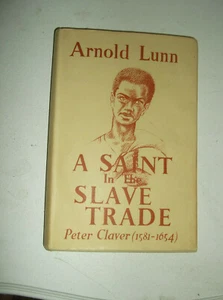 Arnold Lunn
A SAINT
In the
SLAVE
TRADE
Peter Claver (1581-1654)